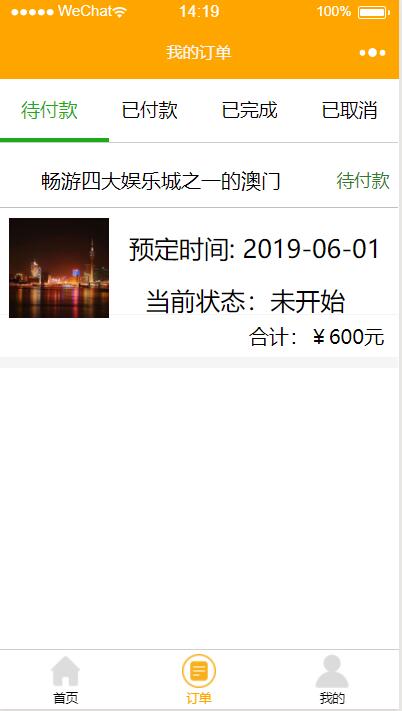 ●●●●● WeChat 14:19 100%
我的订单
待付款 已付款 已完成 已取消
畅游四大娱乐城之一的澳门 待付款
预定时间: 2019-06-01
当前状态：未开始
合计：￥600元
首页 订单 我的